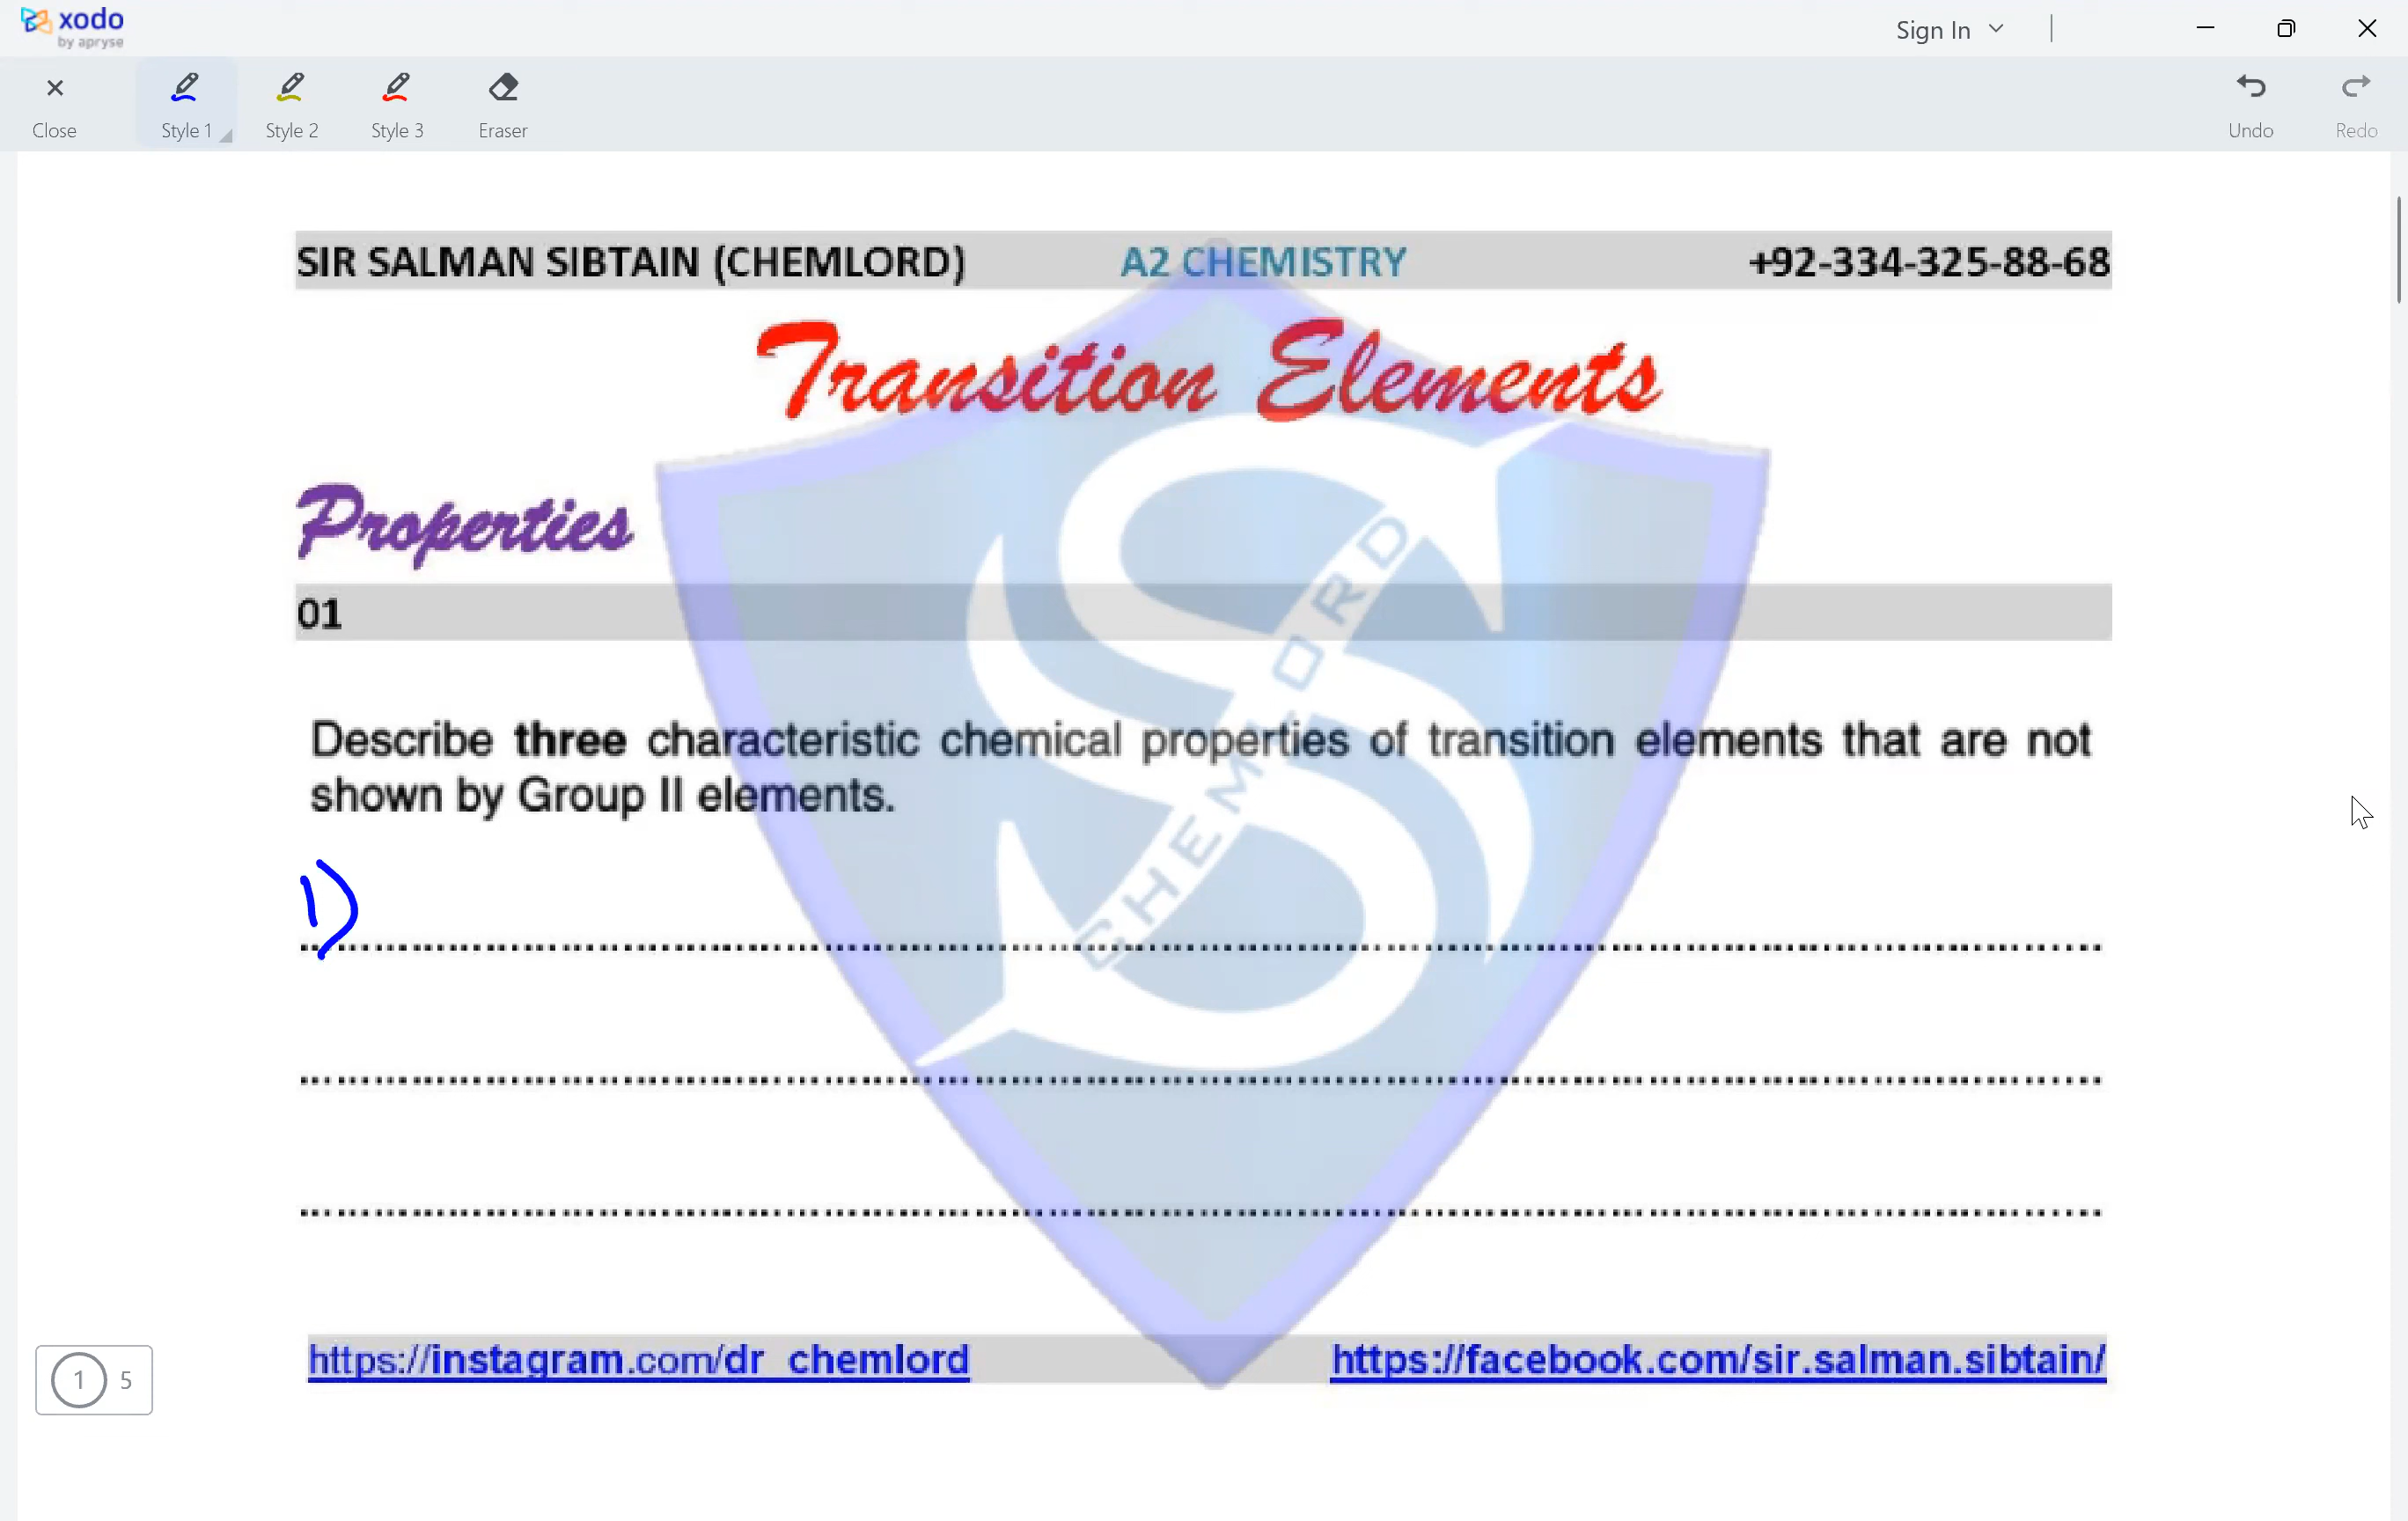 xodo
by apryse
Sign In
Close
Style 1
Style 2
Style 3
Eraser
Undo
Redo
SIR SALMAN SIBTAIN (CHEMLORD) A2 CHEMISTRY +92-334-325-88-68
Transition Elements
Properties
01
Describe three characteristic chemical properties of transition elements that are not
shown by Group II elements.
1)
CHEMLORD
https://instagram.com/dr_chemlord https://facebook.com/sir.salman.sibtain/
1 5